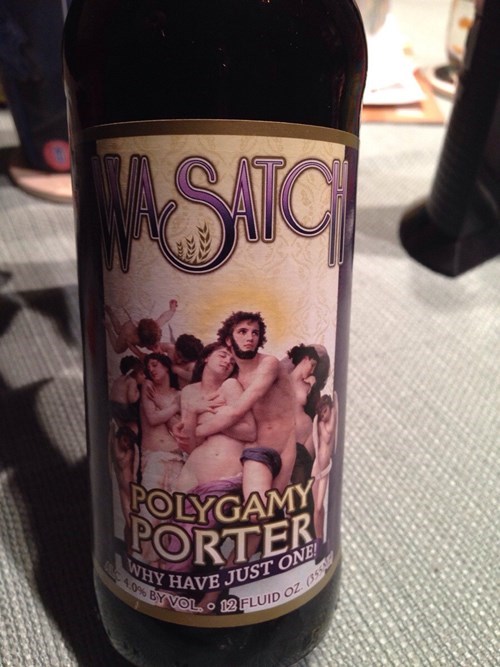 WASATCH
POLYGAMY
PORTER
WHY HAVE JUST ONE!
4.0% BY VOL. • 12 FLUID OZ.